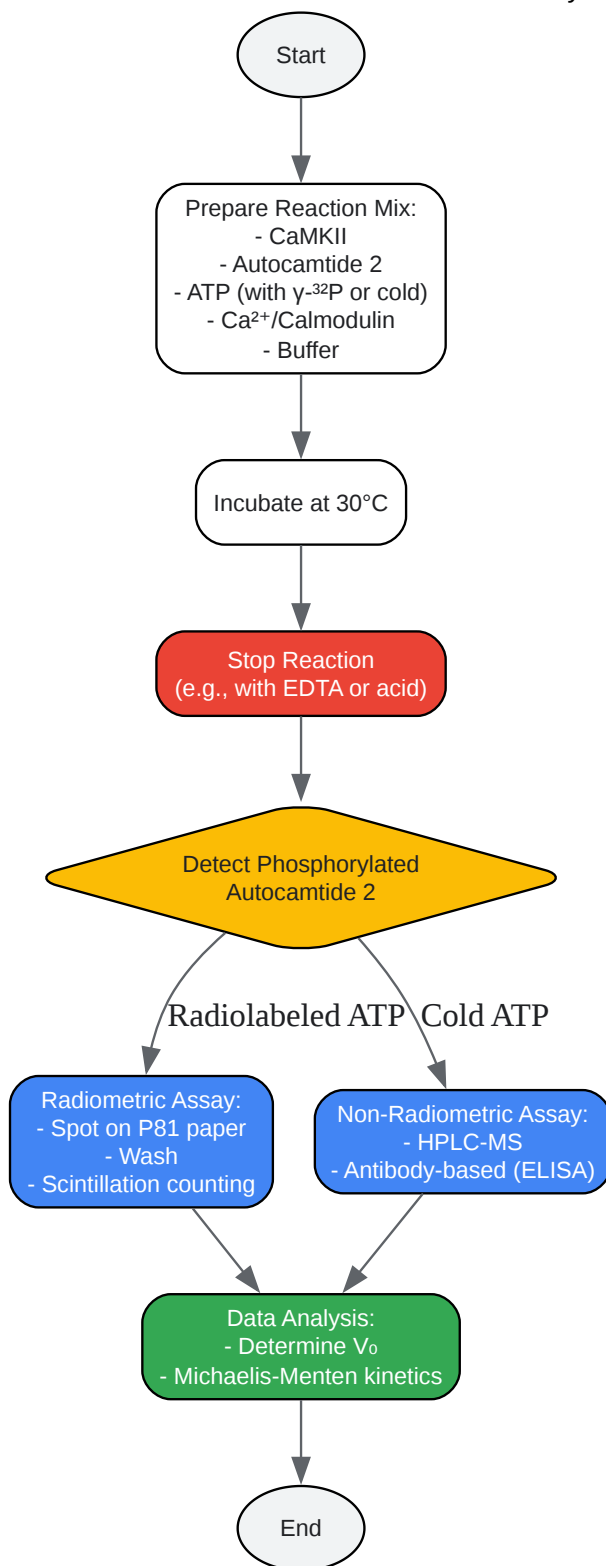 Start
Prepare Reaction Mix:
- CaMKII
- Autocamtide 2
- ATP (with γ-³²P or cold)
- Ca²⁺/Calmodulin
- Buffer
Incubate at 30°C
Stop Reaction
(e.g., with EDTA or acid)
Detect Phosphorylated
Autocamtide 2
Radiolabeled ATP
Cold ATP
Radiometric Assay:
- Spot on P81 paper
- Wash
- Scintillation counting
Non-Radiometric Assay:
- HPLC-MS
- Antibody-based (ELISA)
Data Analysis:
- Determine V₀
- Michaelis-Menten kinetics
End